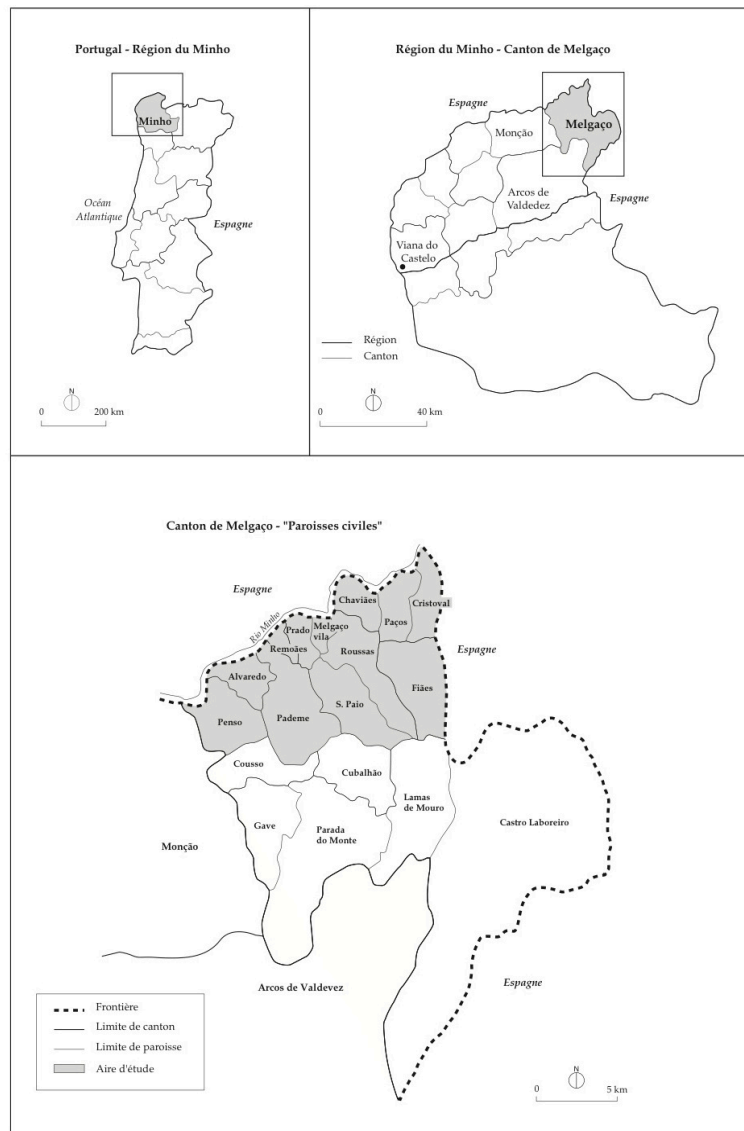 Portugal - Région du Minho
Minho
Océan
Atlantique
Espagne
N
0 200 km
Région du Minho - Canton de Melgaço
Espagne
Monção
Melgaço
Arcos de
Valdedez
Espagne
Viana do
Castelo
Région
Canton
N
0 40 km
Canton de Melgaço - "Paroisses civiles"
Espagne
Rio Minho
Chaviães
Cristoval
Paços
Prado
Melgaço
vila
Remoães
Roussas
Espagne
Alvaredo
Fiães
S. Paio
Penso
Pademe
Cousso
Cubalhão
Lamas
de Mouro
Castro Laboreiro
Gave
Parada
do Monte
Monção
Arcos de Valdevez
Espagne
Frontière
Limite de canton
Limite de paroisse
Aire d'étude
N
0 5 km